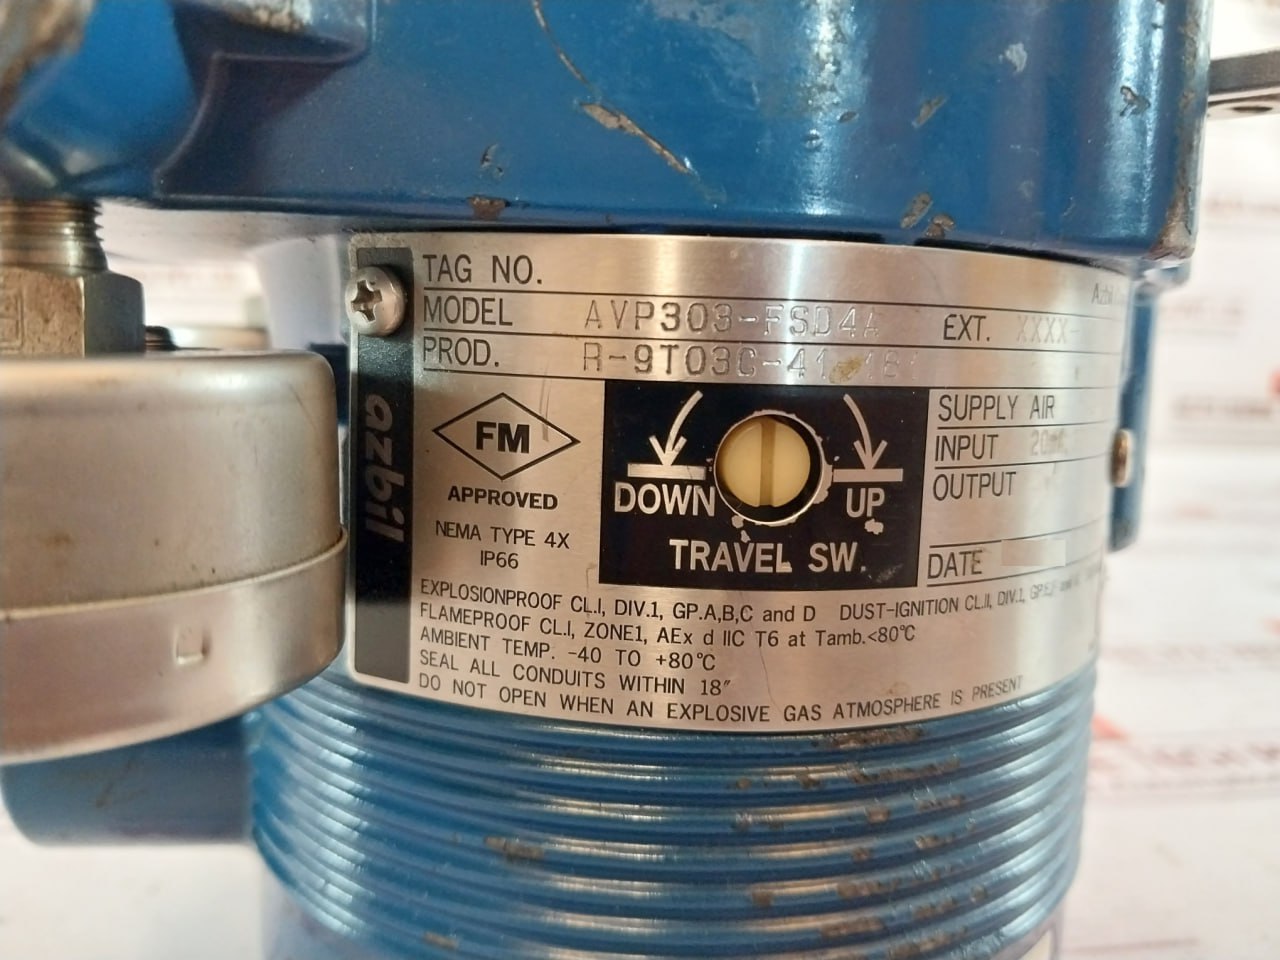 TAG NO.
MODEL AVP303-FSD4A EXT. XXXX
PROD.
azbil
FM
APPROVED
NEMA TYPE 4X
IP66
DOWN UP
TRAVEL SW.
SUPPLY AIR
INPUT
OUTPUT
DATE
EXPLOSIONPROOF CL.I, DIV.1, GP.A,B,C and D DUST-IGNITION CL.II, DIV.1,
FLAMEPROOF CL.I, ZONE1, AEx d IIC T6 at Tamb.<80°C
AMBIENT TEMP. -40 TO +80°C
SEAL ALL CONDUITS WITHIN 18″
DO NOT OPEN WHEN AN EXPLOSIVE GAS ATMOSPHERE IS PRESENT